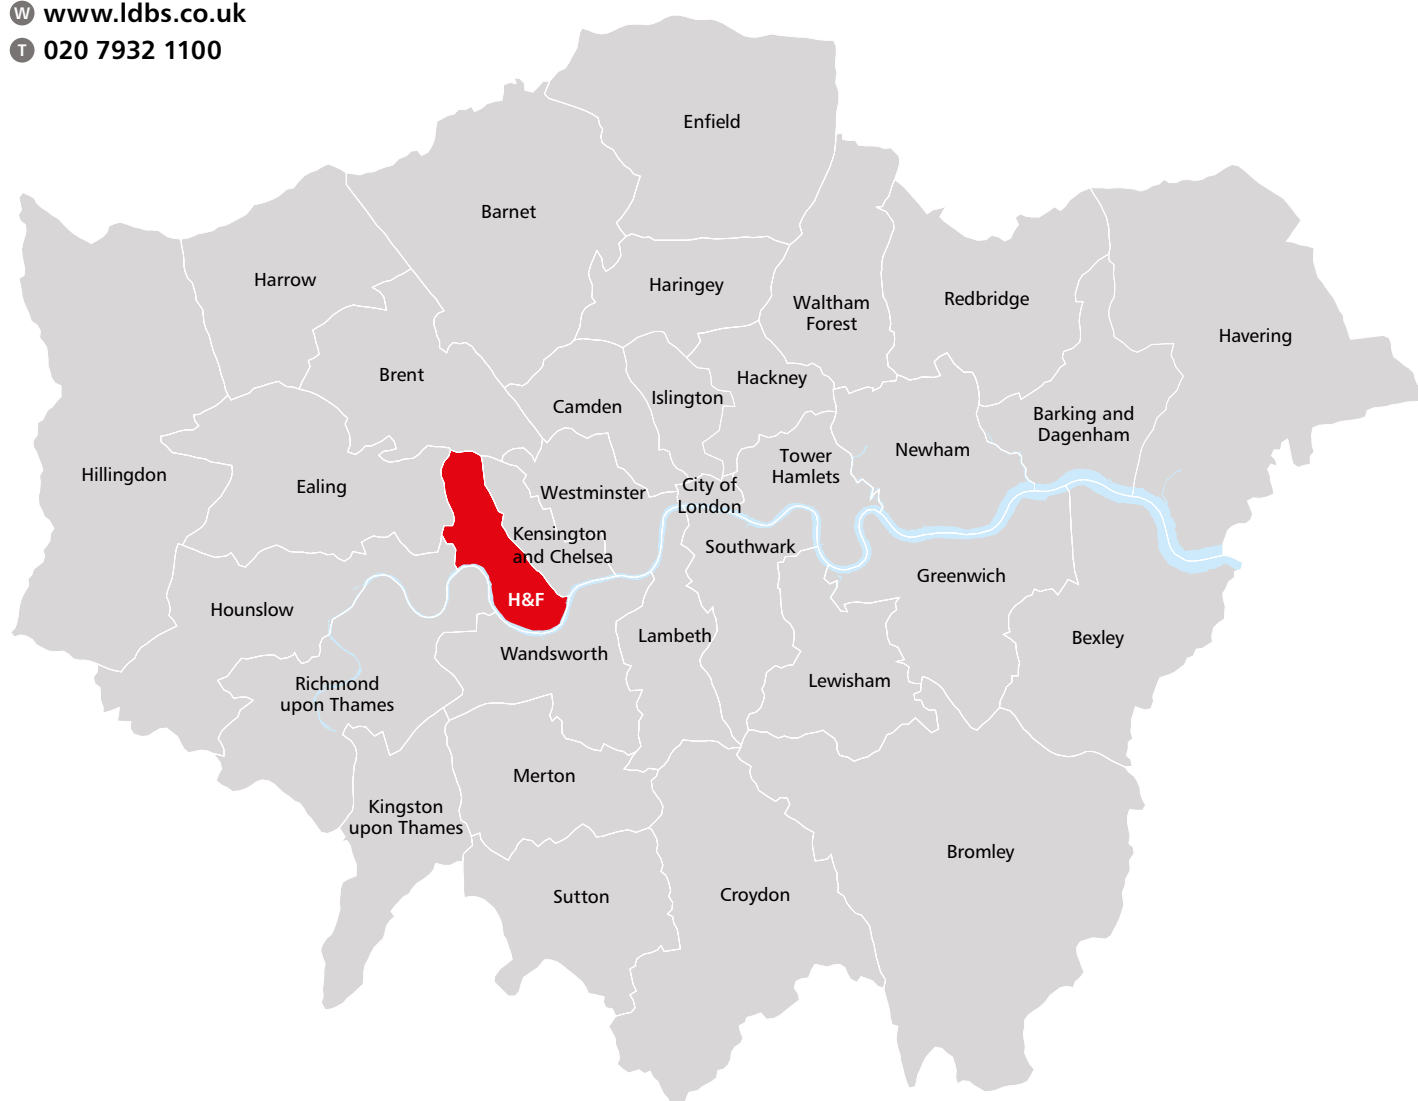 W www.ldbs.co.uk
T 020 7932 1100
Enfield
Barnet
Harrow
Haringey
Waltham
Forest
Redbridge
Havering
Brent
Hackney
Islington
Camden
Barking and
Dagenham
Newham
Tower
Hamlets
Hillingdon
Ealing
Westminster
City of
London
Kensington
and Chelsea
Southwark
Greenwich
H&F
Hounslow
Lambeth
Bexley
Wandsworth
Lewisham
Richmond
upon Thames
Merton
Kingston
upon Thames
Bromley
Sutton
Croydon